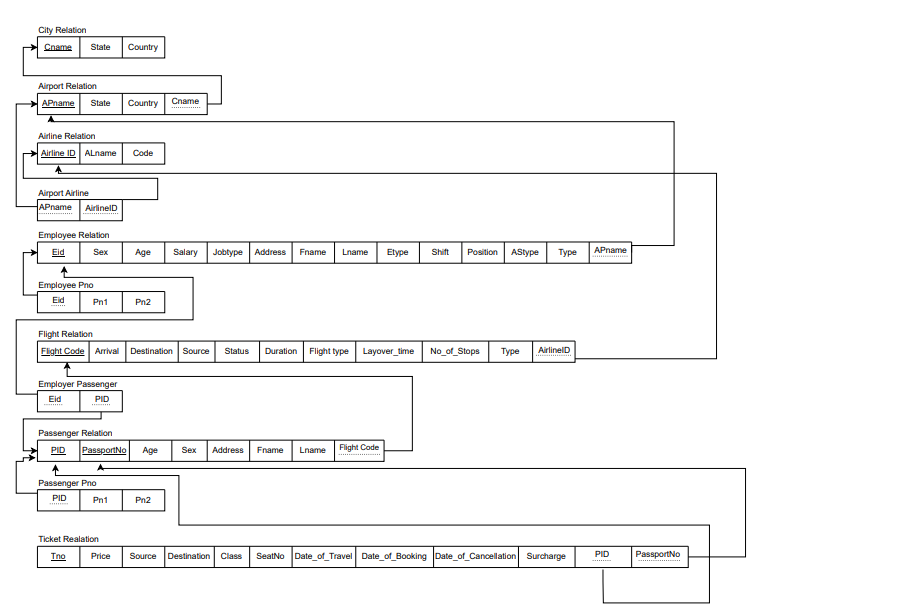 City Relation
Cname State Country
Airport Relation
APname State Country Cname
Airline Relation
Airline ID ALname Code
Airport Airline
APname AirlineID
Employee Relation
Eid Sex Age Salary Jobtype Address Fname Lname Etype Shift Position AStype Type APname
Employee Pno
Eid Pn1 Pn2
Flight Relation
Flight Code Arrival Destination Source Status Duration Flight type Layover_time No_of_Stops Type AirlineID
Employer Passenger
Eid PID
Passenger Relation
PID PassportNo Age Sex Address Fname Lname Flight Code
Passenger Pno
PID Pn1 Pn2
Ticket Realation
Tno Price Source Destination Class SeatNo Date_of_Travel Date_of_Booking Date_of_Cancellation Surcharge PID PassportNo